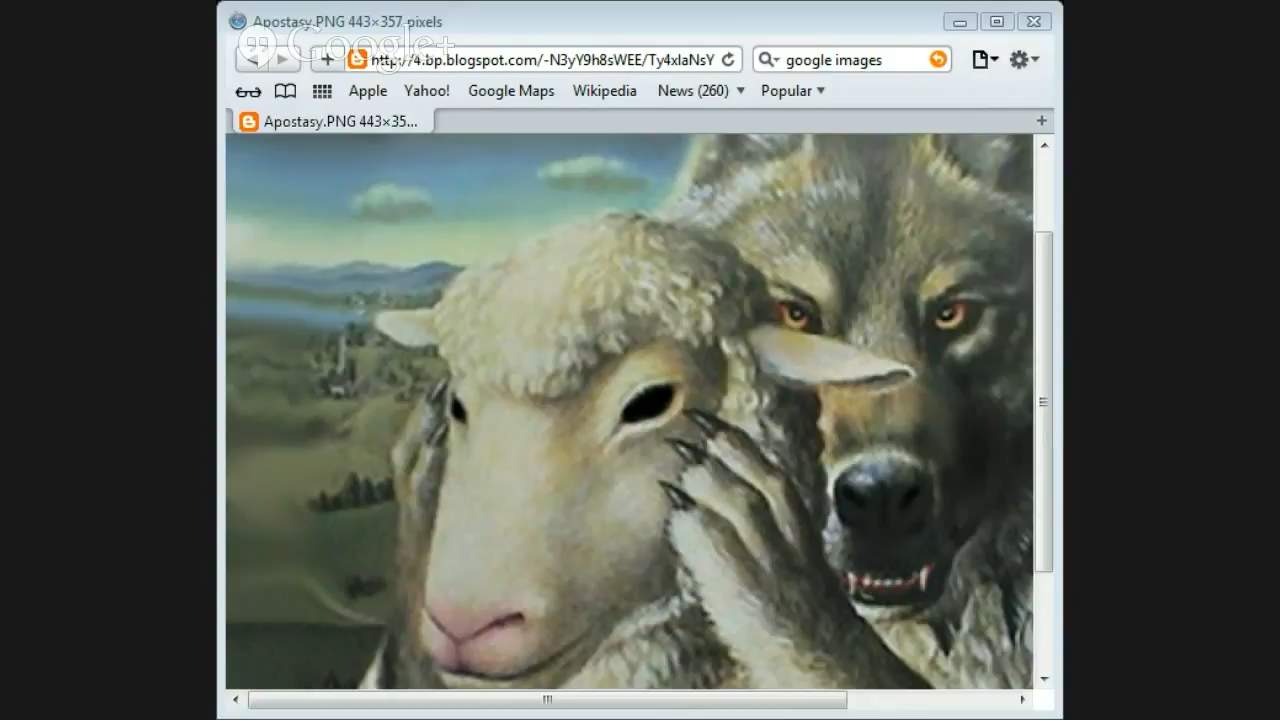 Apostasy.PNG 443×357 pixels
Google+
http://4.bp.blogspot.com/-N3yY9h8sWEE/Ty4xlaNsY
google images
Apple Yahoo! Google Maps Wikipedia News (260) Popular
Apostasy.PNG 443×35...